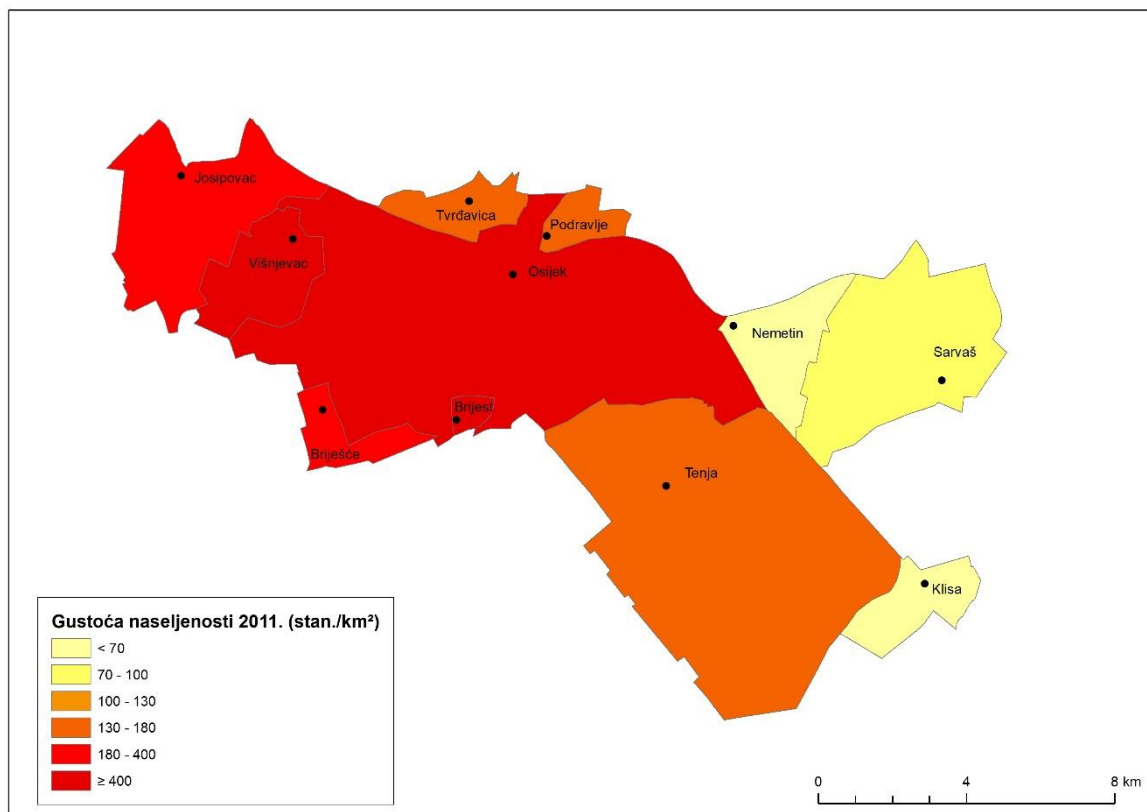 Josipovac
Tvrđavica
Podravlje
Višnjevac
Osijek
Nemetin
Sarvaš
Brijest
Briješće
Tenja
Klisa
Gustoća naseljenosti 2011. (stan./km²)
< 70
70 - 100
100 - 130
130 - 180
180 - 400
≥ 400
0 4 8 km